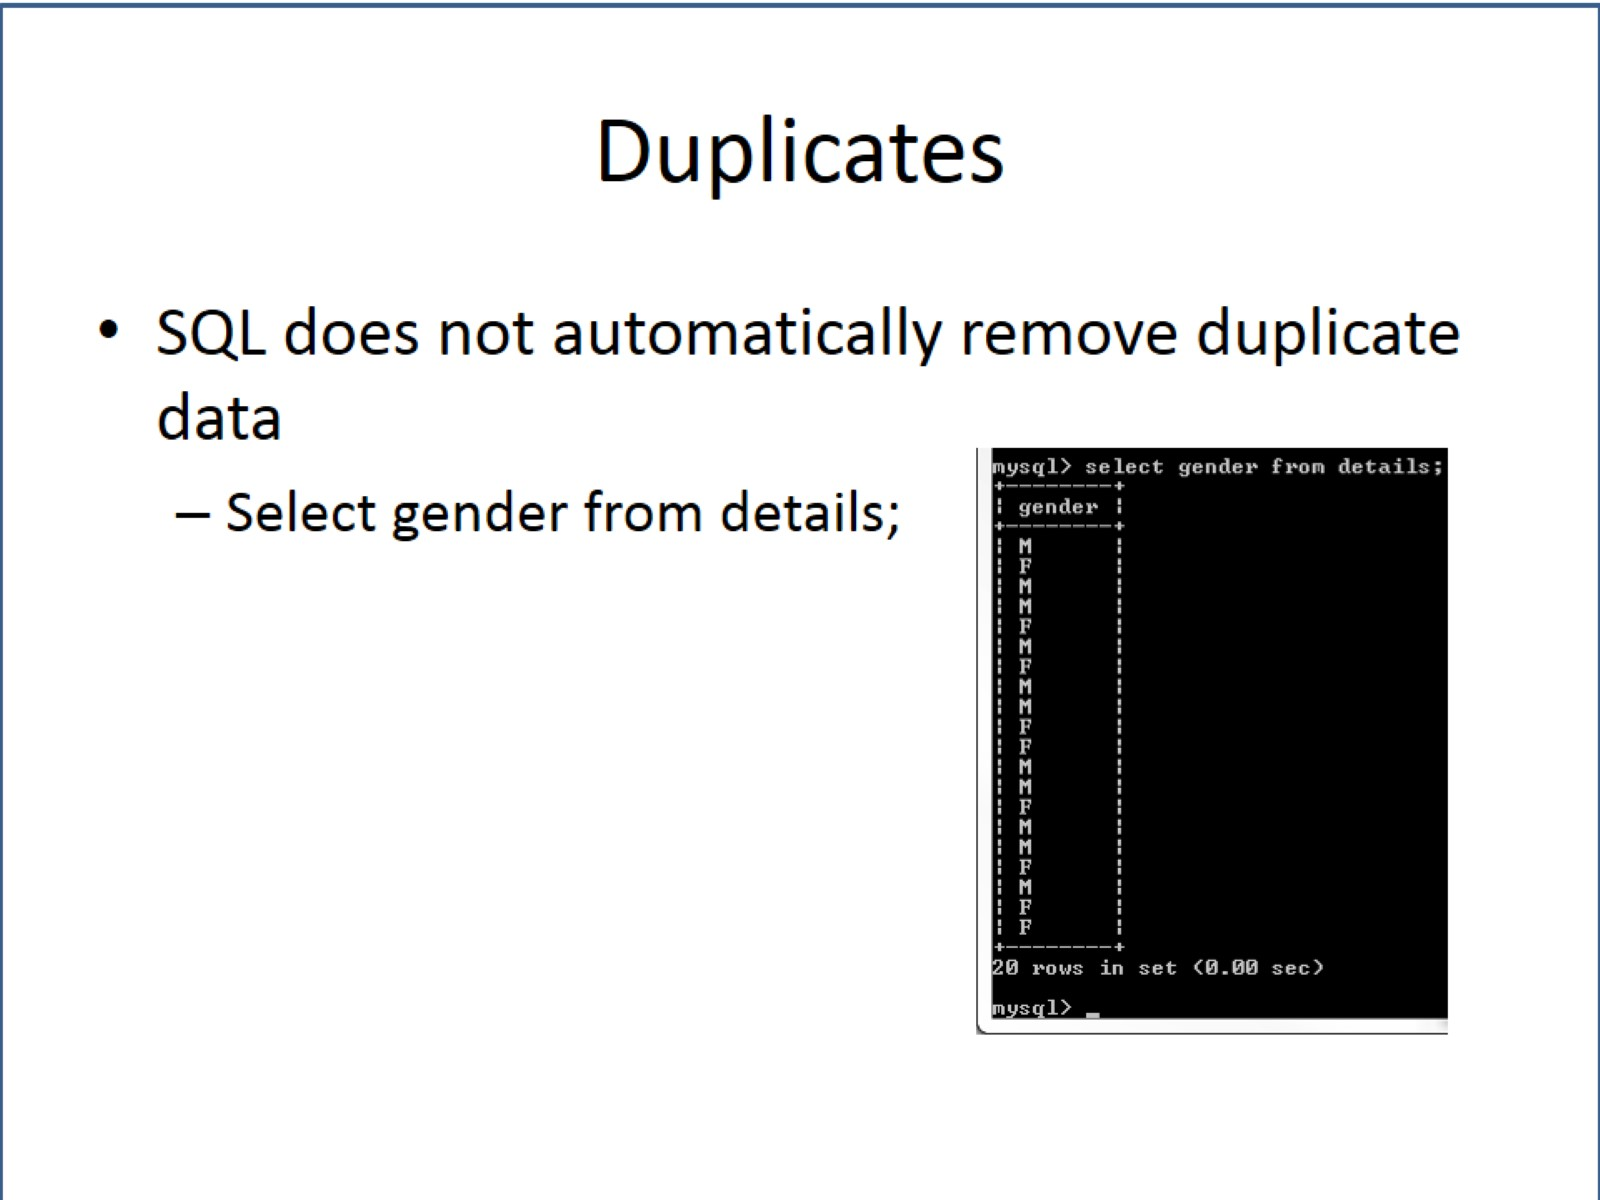 Duplicates
• SQL does not automatically remove duplicate
data
– Select gender from details;
mysql> select gender from details;
+--------+
| gender |
+--------+
| M      |
| F      |
| M      |
| M      |
| F      |
| M      |
| F      |
| M      |
| M      |
| F      |
| F      |
| M      |
| M      |
| F      |
| M      |
| M      |
| F      |
| M      |
| F      |
| F      |
+--------+
20 rows in set (0.00 sec)
mysql> _